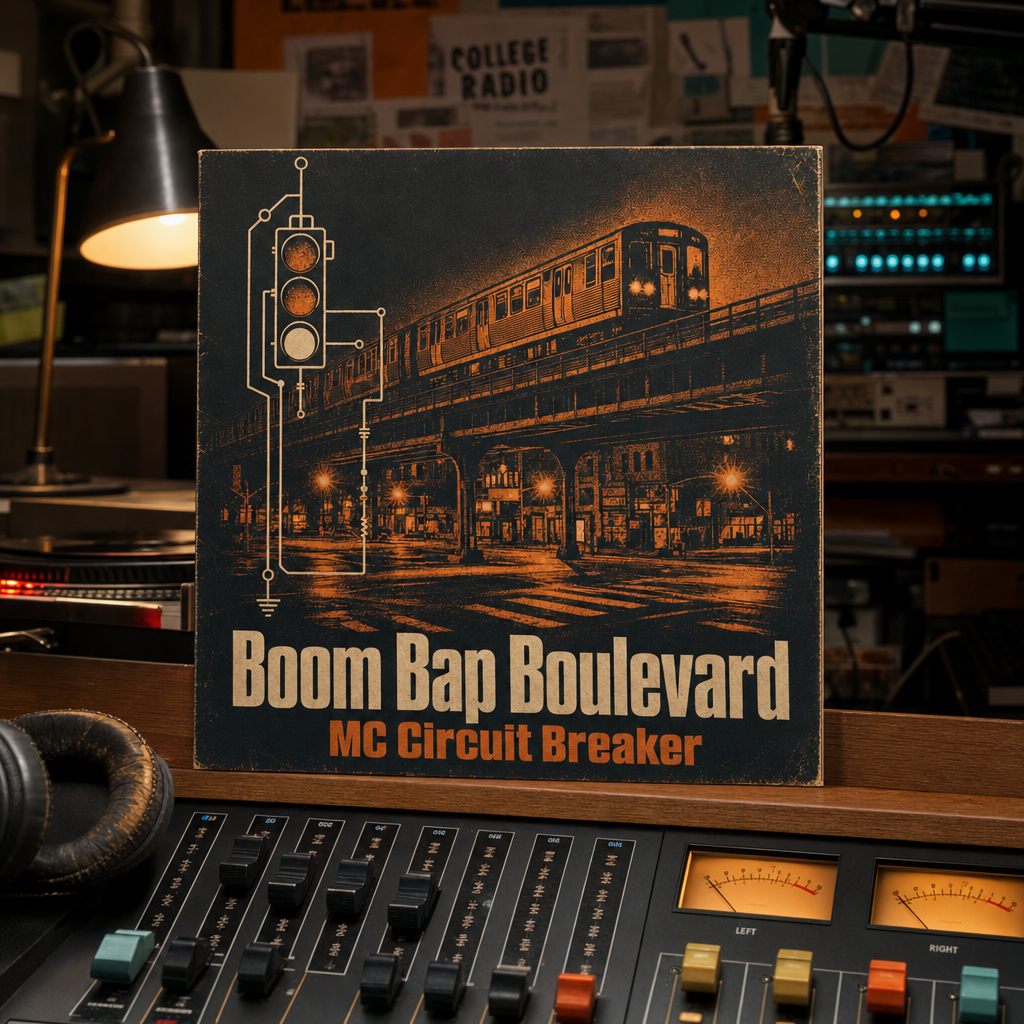 COLLEGE
RADIO
Boom Bap Boulevard
MC Circuit Breaker
LEFT
RIGHT